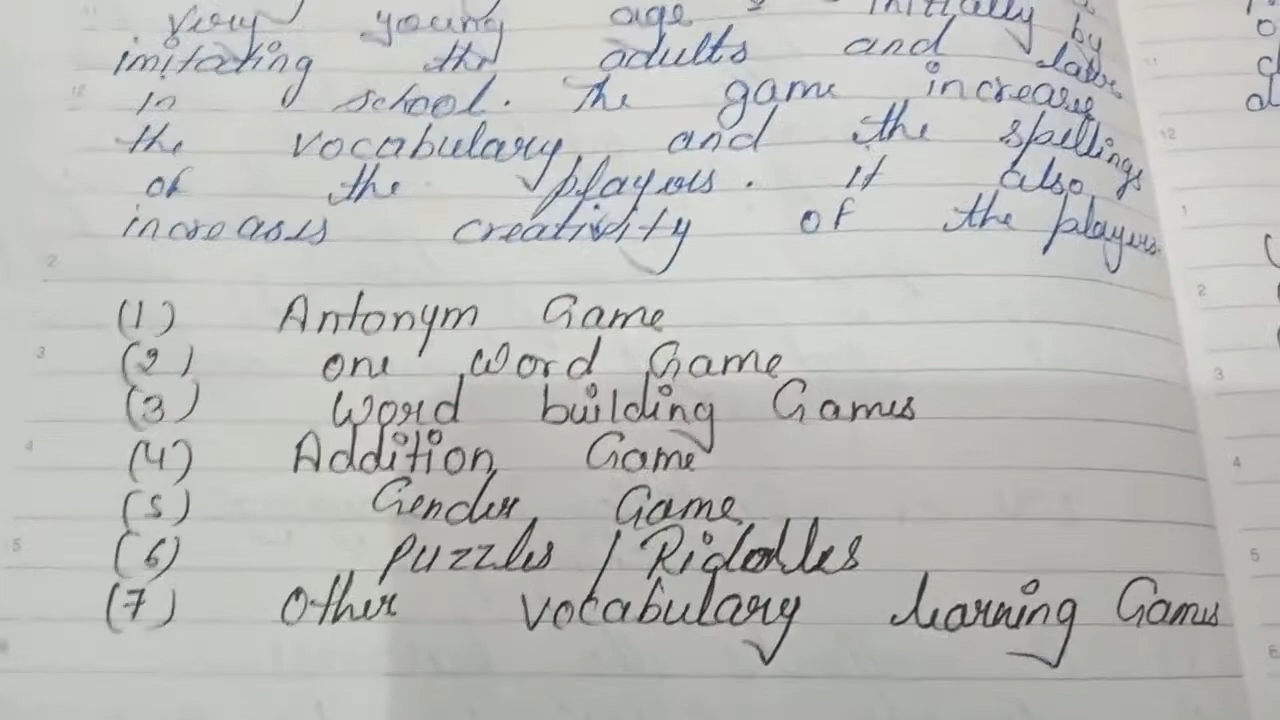 very young age initially by
imitating the adults and later
in school. The game increases
the vocabulary and the spellings
of the players. It also
increases creativity of the players.
(1) Antonym Game
(2) One Word Game
(3) Word building Games
(4) Addition Game
(5) Gender Game
(6) Puzzles / Riddles
(7) Other vocabulary learning Games